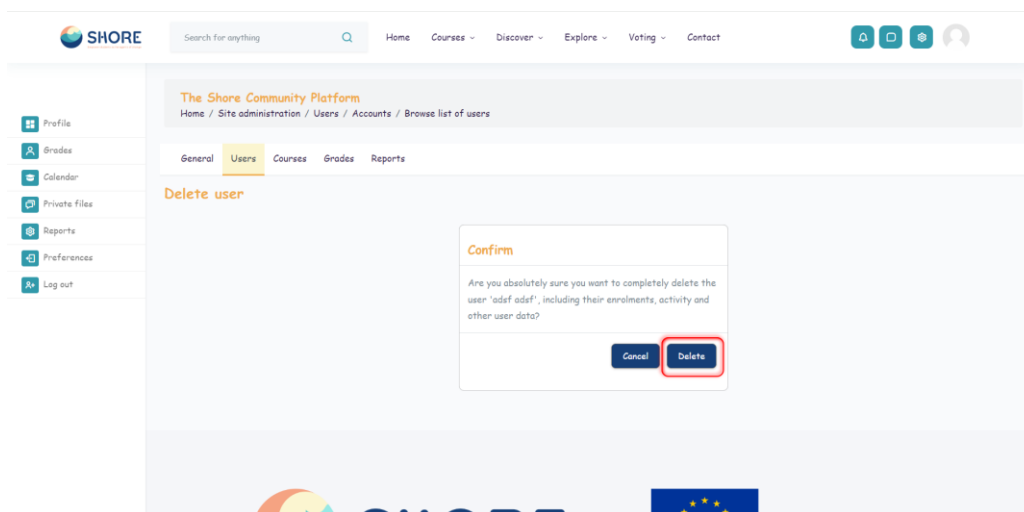 SHORE
Search for anything
Home Courses Discover Explore Voting Contact
The Shore Community Platform
Home / Site administration / Users / Accounts / Browse list of users
Profile
Grades
Calendar
Private files
Reports
Preferences
Log out
General Users Courses Grades Reports
Delete user
Confirm
Are you absolutely sure you want to completely delete the
user 'adsf adsf', including their enrolments, activity and
other user data?
Cancel Delete